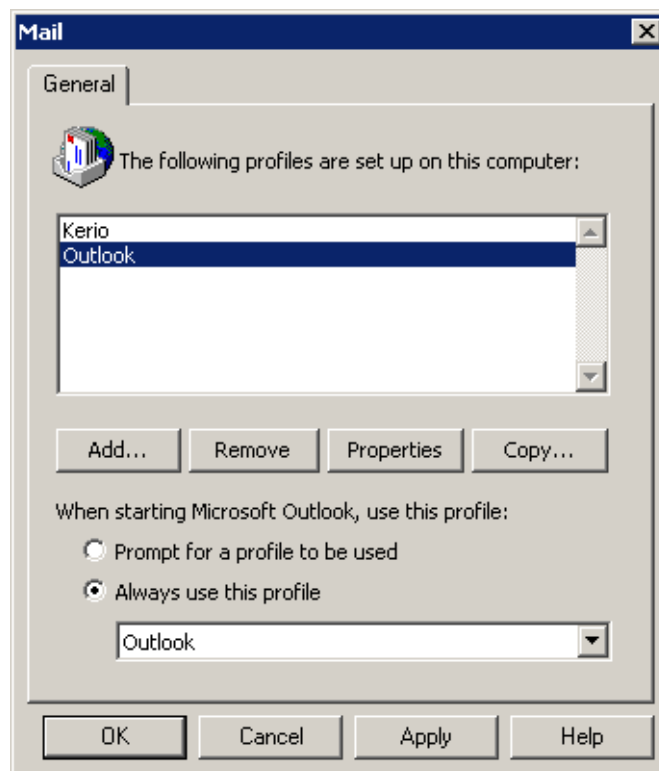 Mail
General
The following profiles are set up on this computer:
Kerio
Outlook
Add... Remove Properties Copy...
When starting Microsoft Outlook, use this profile:
Prompt for a profile to be used
Always use this profile
Outlook
OK Cancel Apply Help